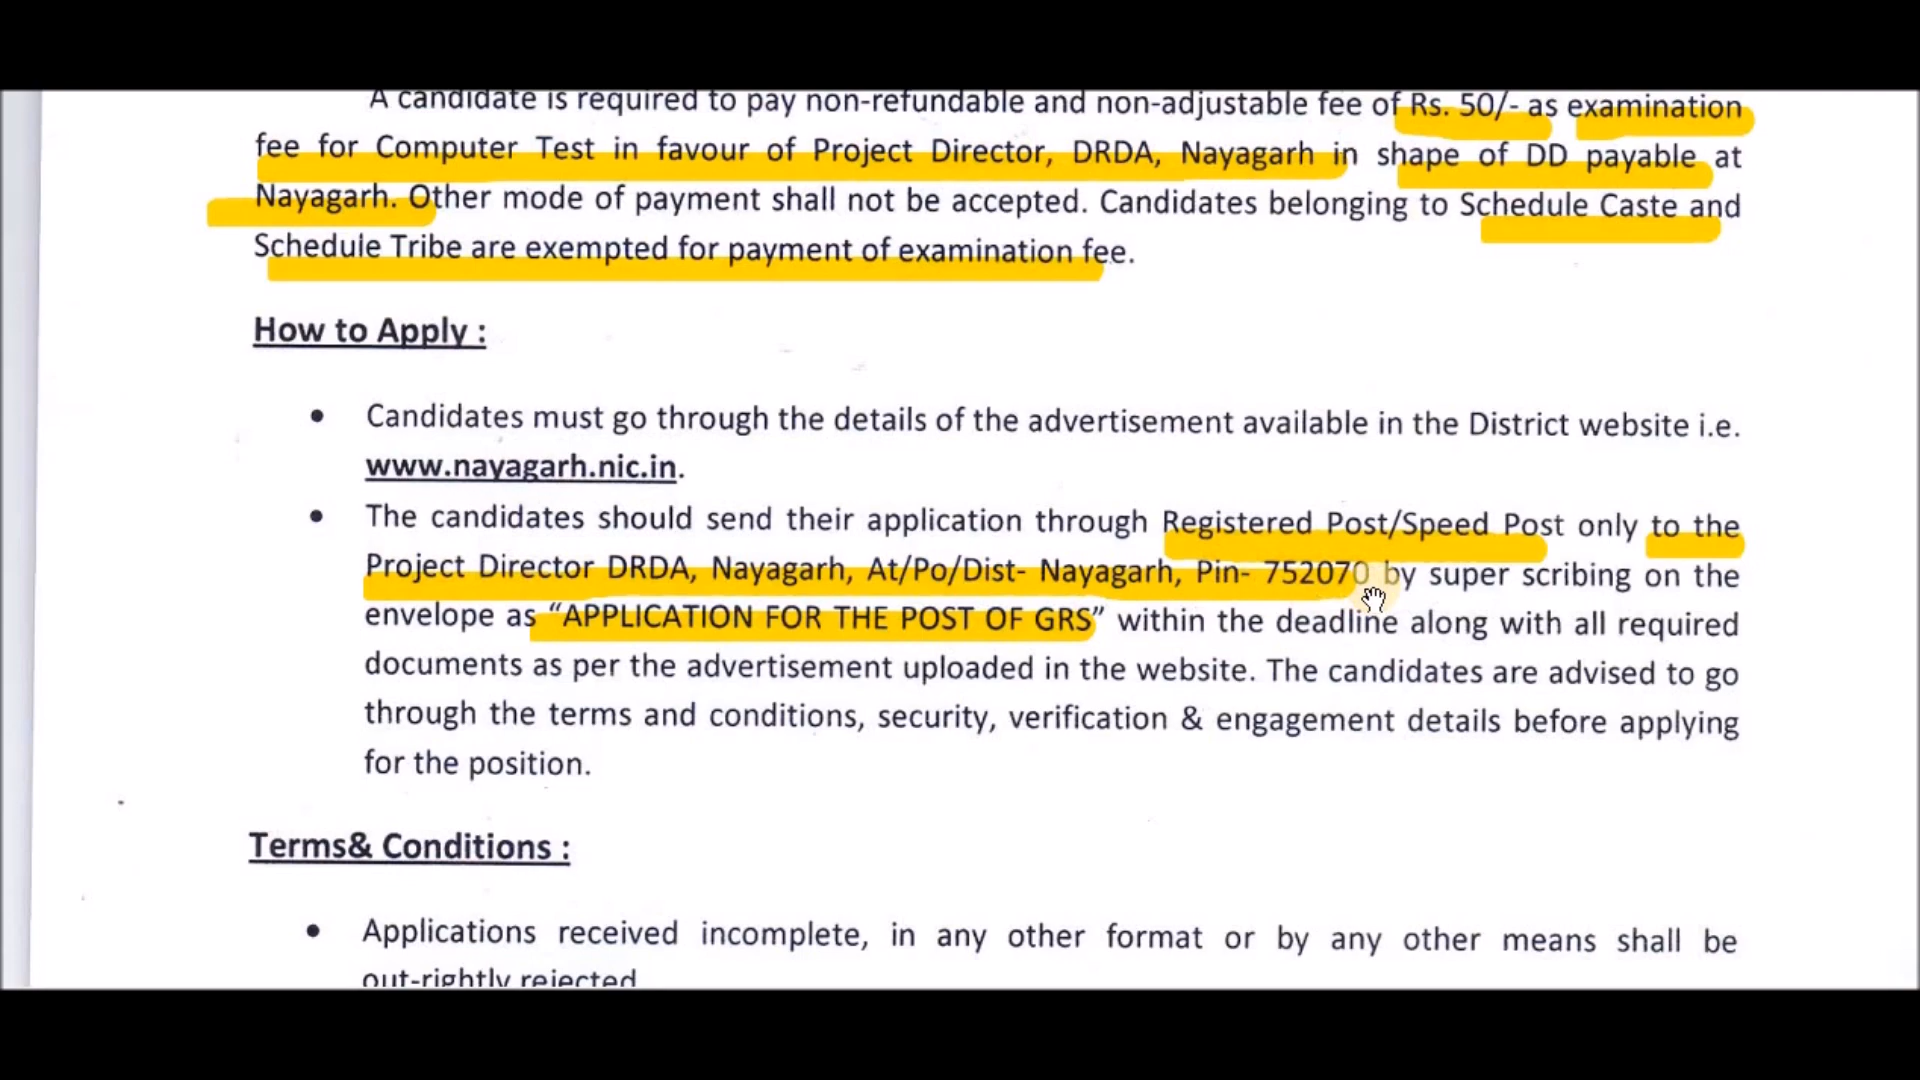 A candidate is required to pay non-refundable and non-adjustable fee of Rs. 50/- as examination
fee for Computer Test in favour of Project Director, DRDA, Nayagarh in shape of DD payable at
Nayagarh. Other mode of payment shall not be accepted. Candidates belonging to Schedule Caste and
Schedule Tribe are exempted for payment of examination fee.
How to Apply :
• Candidates must go through the details of the advertisement available in the District website i.e.
www.nayagarh.nic.in.
• The candidates should send their application through Registered Post/Speed Post only to the
Project Director DRDA, Nayagarh, At/Po/Dist- Nayagarh, Pin- 752070 by super scribing on the
envelope as “APPLICATION FOR THE POST OF GRS” within the deadline along with all required
documents as per the advertisement uploaded in the website. The candidates are advised to go
through the terms and conditions, security, verification & engagement details before applying
for the position.
Terms& Conditions :
• Applications received incomplete, in any other format or by any other means shall be
out-rightly rejected